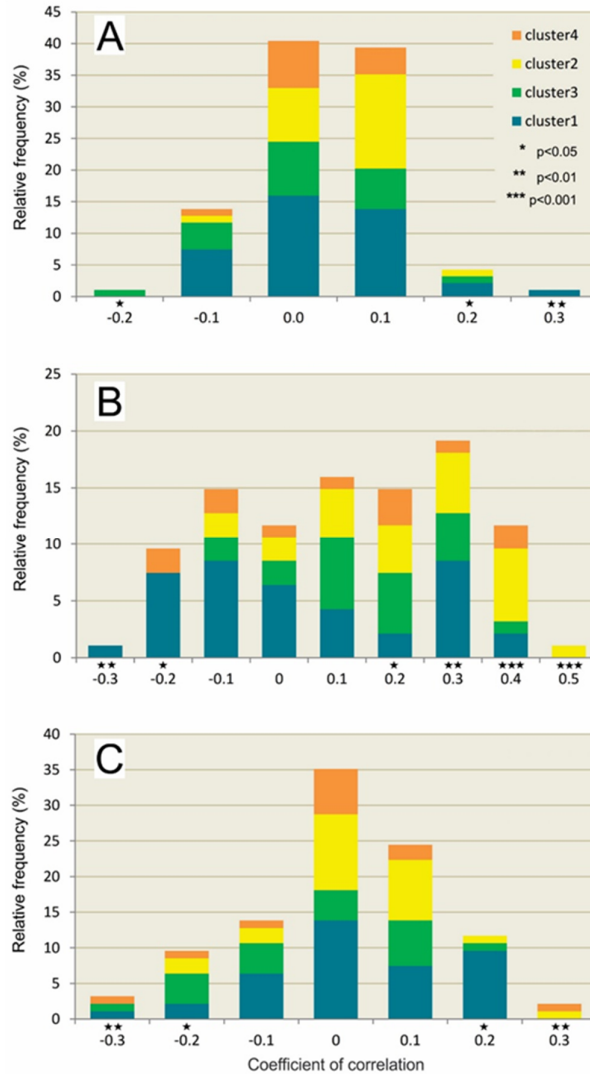 A
Relative frequency (%)
45
40
35
30
25
20
15
10
5
0
cluster4
cluster2
cluster3
cluster1
★ p<0.05
★★ p<0.01
★★★ p<0.001
★ ★ ★★
-0.2 -0.1 0.0 0.1 0.2 0.3
B
Relative frequency (%)
25
20
15
10
5
0
★★ ★ ★ ★★ ★★★ ★★★
-0.3 -0.2 -0.1 0 0.1 0.2 0.3 0.4 0.5
C
Relative frequency (%)
40
35
30
25
20
15
10
5
0
★★ ★ ★ ★★
-0.3 -0.2 -0.1 0 0.1 0.2 0.3
Coefficient of correlation